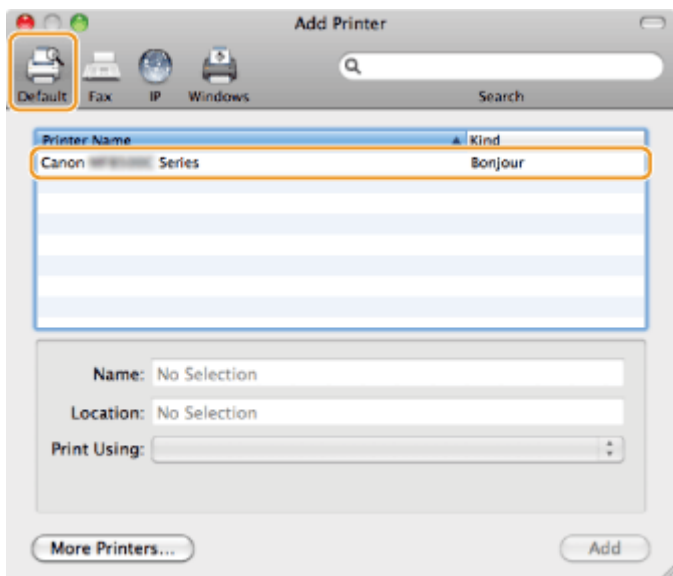 Add Printer
Default Fax IP Windows Search
Printer Name Kind
Canon Series Bonjour
Name: No Selection
Location: No Selection
Print Using:
More Printers... Add